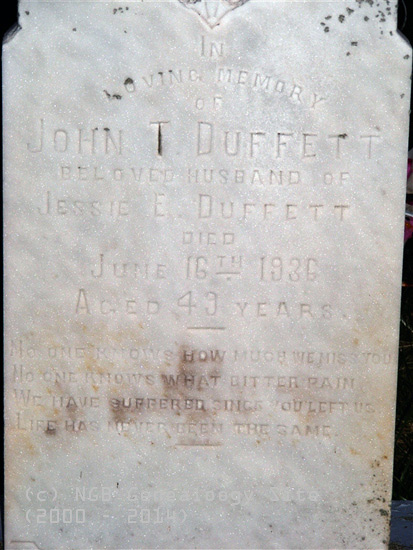 IN
LOVING MEMORY
OF
JOHN T DUFFETT
BELOVED HUSBAND OF
JESSIE E. DUFFETT
DIED
JUNE 16TH 1936
AGED 49 YEARS.
NO ONE KNOWS HOW MUCH WE MISS YOU
NO ONE KNOWS WHAT BITTER PAIN
WE HAVE SUFFERED SINCE YOU LEFT US.
LIFE HAS NEVER BEEN THE SAME.
(c) NGB Genealogy Site
(2000 - 2014)